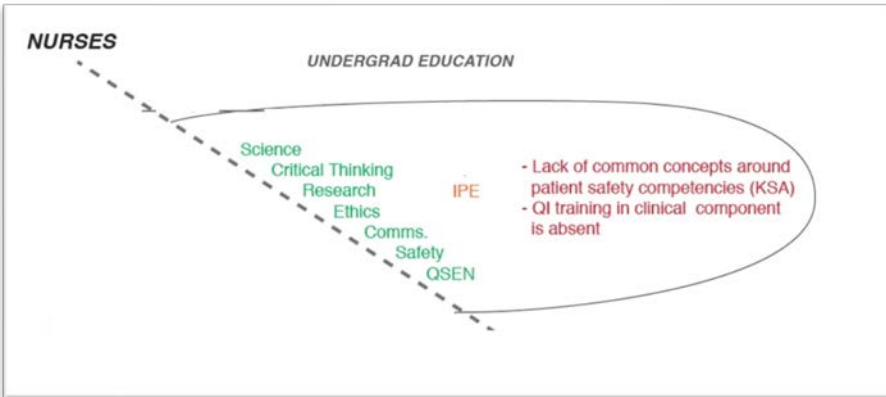 NURSES
UNDERGRAD EDUCATION
Science
Critical Thinking
Research
Ethics
Comms.
Safety
QSEN
IPE
- Lack of common concepts around
patient safety competencies (KSA)
- QI training in clinical component
is absent